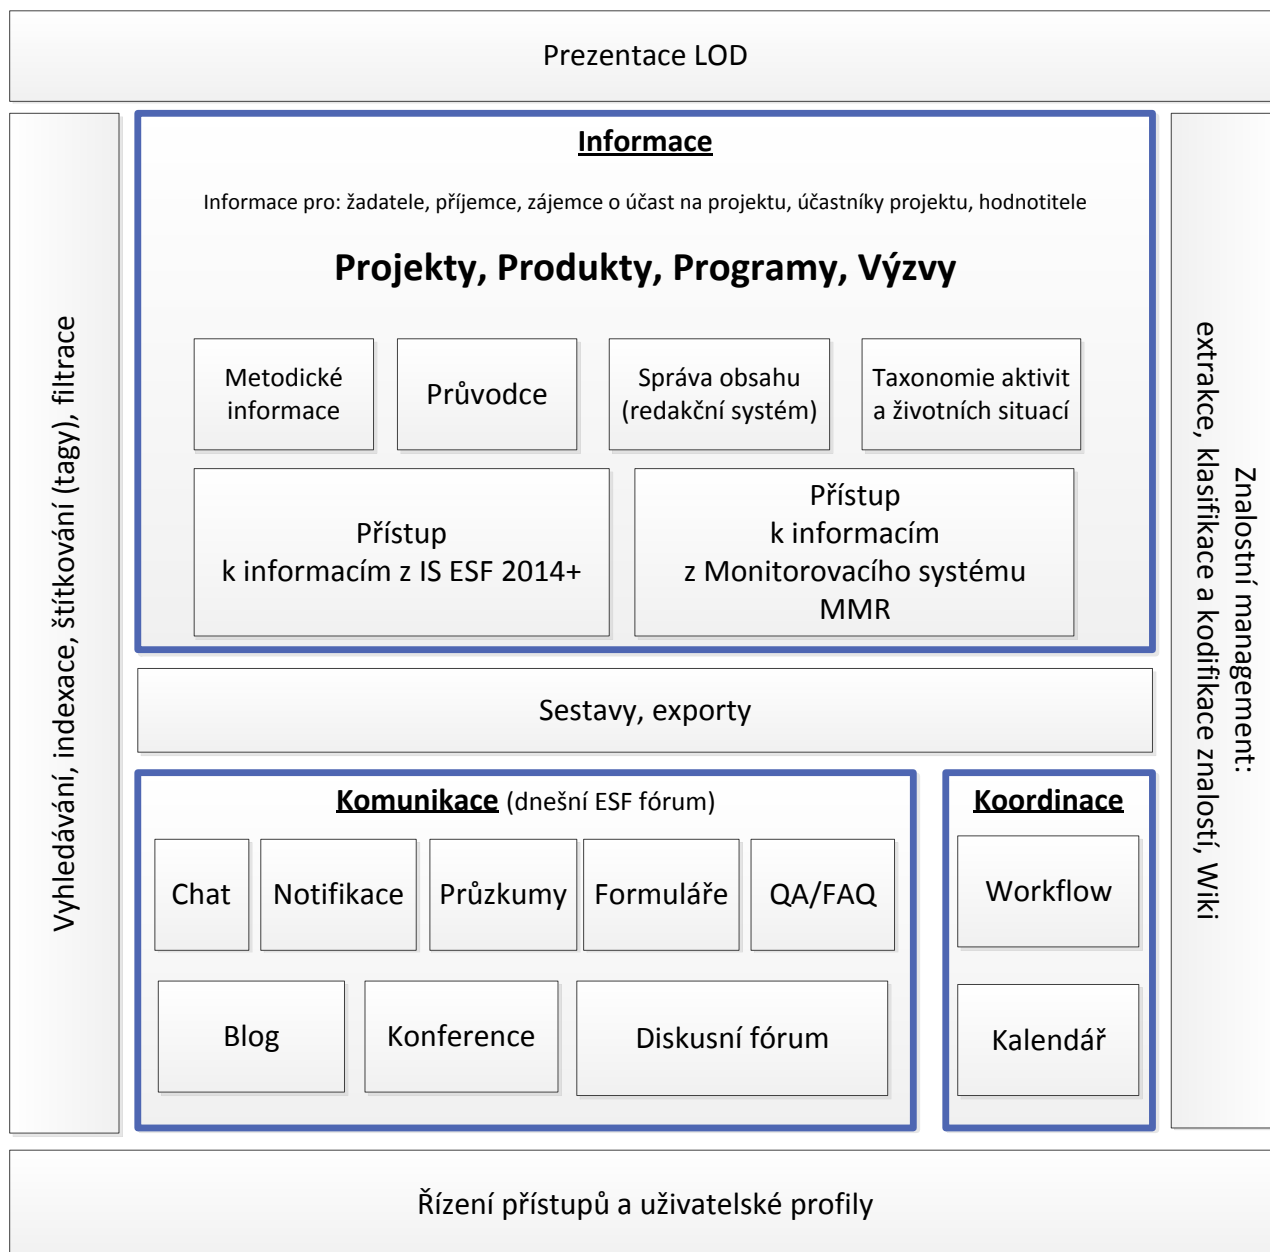 Prezentace LOD
Vyhledávání, indexace, štítkování (tagy), filtrace
Informace
Informace pro: žadatele, příjemce, zájemce o účast na projektu, účastníky projektu, hodnotitele
Projekty, Produkty, Programy, Výzvy
Metodické
informace
Průvodce
Správa obsahu
(redakční systém)
Taxonomie aktivit
a životních situací
Přístup
k informacím z IS ESF 2014+
Přístup
k informacím
z Monitorovacího systému
MMR
Sestavy, exporty
Komunikace (dnešní ESF fórum)
Chat
Notifikace
Průzkumy
Formuláře
QA/FAQ
Blog
Konference
Diskusní fórum
Koordinace
Workflow
Kalendář
Znalostní management:
extrakce, klasifikace a kodifikace znalostí, Wiki
Řízení přístupů a uživatelské profily